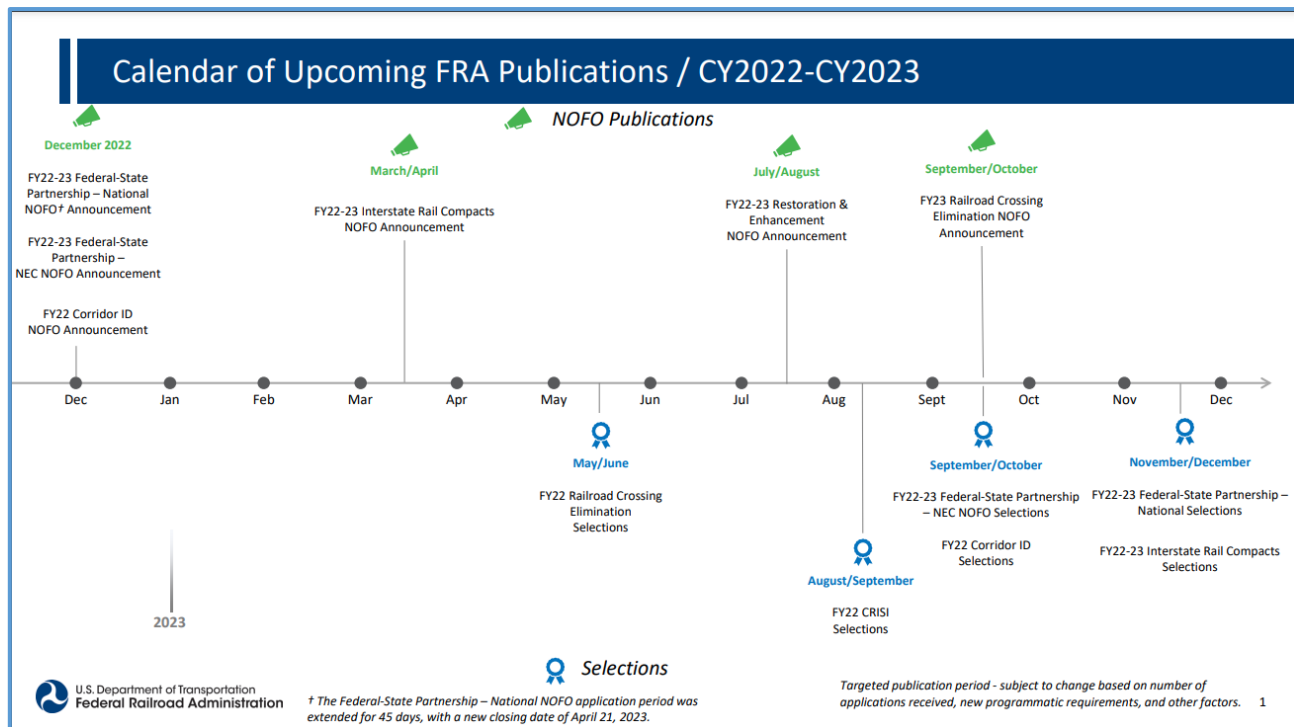 Calendar of Upcoming FRA Publications / CY2022-CY2023
NOFO Publications
December 2022
FY22-23 Federal-State
Partnership – National
NOFO† Announcement
FY22-23 Federal-State
Partnership –
NEC NOFO Announcement
FY22 Corridor ID
NOFO Announcement
March/April
FY22-23 Interstate Rail Compacts
NOFO Announcement
July/August
FY22-23 Restoration &
Enhancement
NOFO Announcement
September/October
FY23 Railroad Crossing
Elimination NOFO
Announcement
Dec Jan Feb Mar Apr May Jun Jul Aug Sept Oct Nov Dec
May/June
FY22 Railroad Crossing
Elimination
Selections
August/September
FY22 CRISI
Selections
September/October
FY22-23 Federal-State Partnership
– NEC NOFO Selections
FY22 Corridor ID
Selections
November/December
FY22-23 Federal-State Partnership –
National Selections
FY22-23 Interstate Rail Compacts
Selections
2023
Selections
U.S. Department of Transportation
Federal Railroad Administration
† The Federal-State Partnership – National NOFO application period was
extended for 45 days, with a new closing date of April 21, 2023.
Targeted publication period - subject to change based on number of
applications received, new programmatic requirements, and other factors.
1